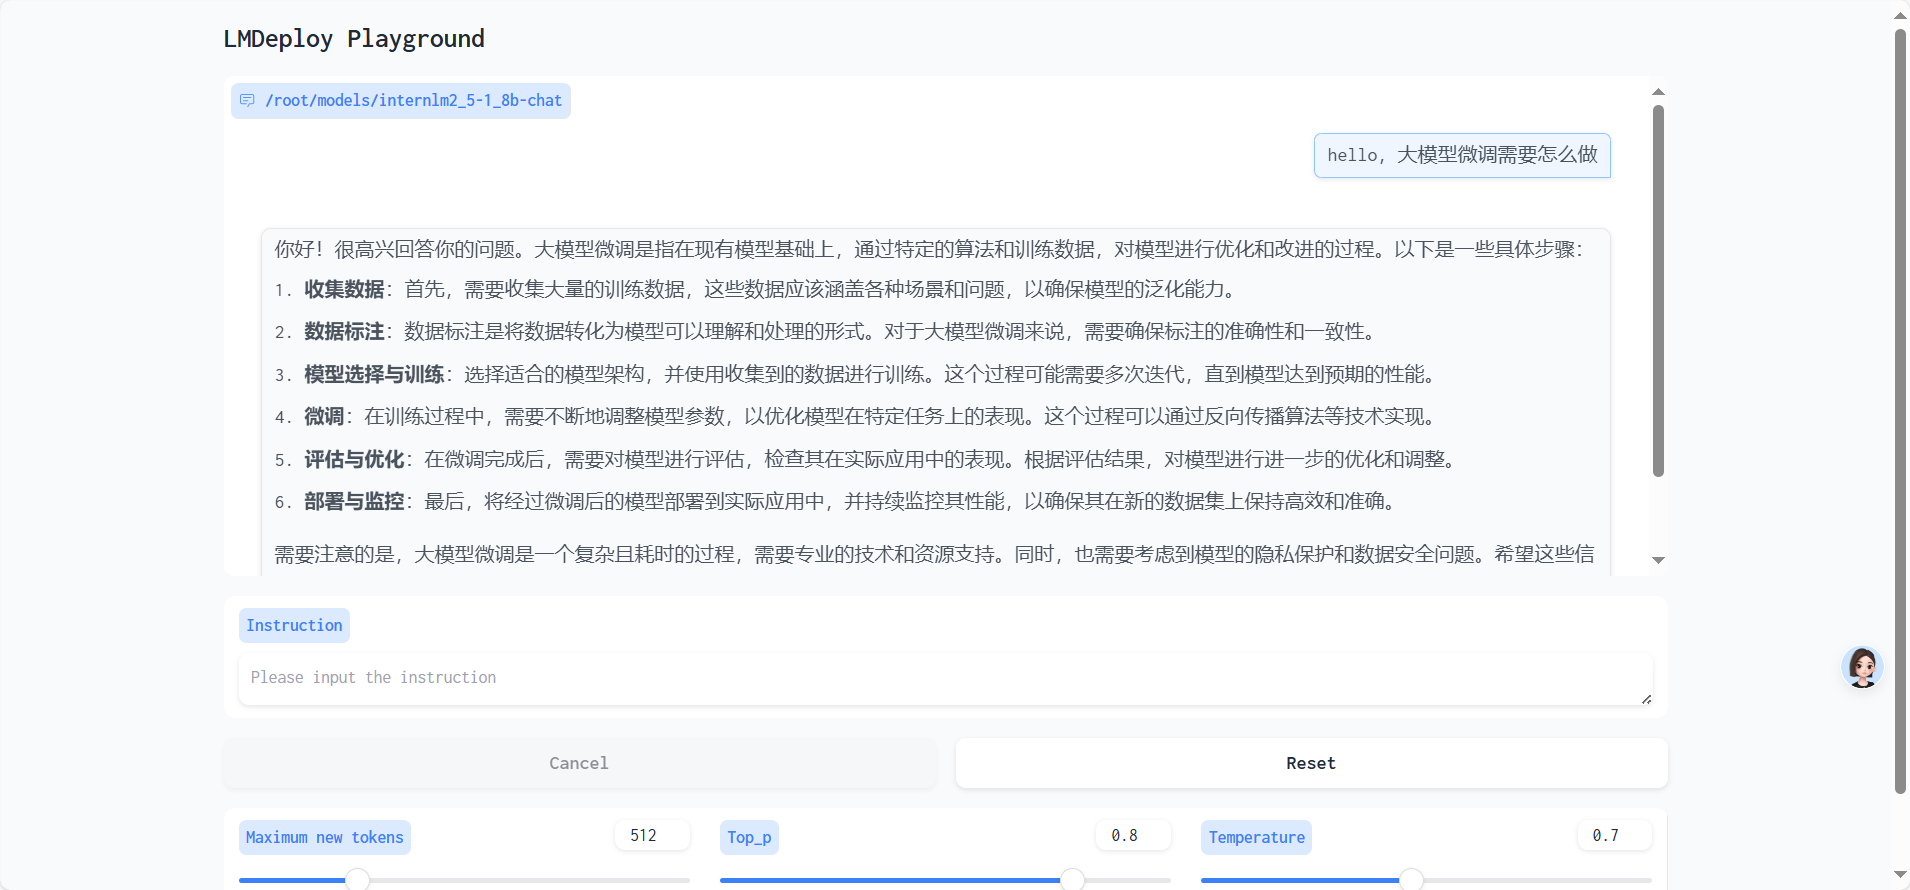 LMDeploy Playground
/root/models/internlm2_5-1_8b-chat
hello, 大模型微调需要怎么做
你好！很高兴回答你的问题。大模型微调是指在现有模型基础上，通过特定的算法和训练数据，对模型进行优化和改进的过程。以下是一些具体步骤：
1. 收集数据：首先，需要收集大量的训练数据，这些数据应该涵盖各种场景和问题，以确保模型的泛化能力。
2. 数据标注：数据标注是将数据转化为模型可以理解和处理的形式。对于大模型微调来说，需要确保标注的准确性和一致性。
3. 模型选择与训练：选择适合的模型架构，并使用收集到的数据进行训练。这个过程可能需要多次迭代，直到模型达到预期的性能。
4. 微调：在训练过程中，需要不断地调整模型参数，以优化模型在特定任务上的表现。这个过程可以通过反向传播算法等技术实现。
5. 评估与优化：在微调完成后，需要对模型进行评估，检查其在实际应用中的表现。根据评估结果，对模型进行进一步的优化和调整。
6. 部署与监控：最后，将经过微调后的模型部署到实际应用中，并持续监控其性能，以确保其在新的数据集上保持高效和准确。
需要注意的是，大模型微调是一个复杂且耗时的过程，需要专业的技术和资源支持。同时，也需要考虑到模型的隐私保护和数据安全问题。希望这些信
Instruction
Please input the instruction
Cancel
Reset
Maximum new tokens
512
Top_p
0.8
Temperature
0.7